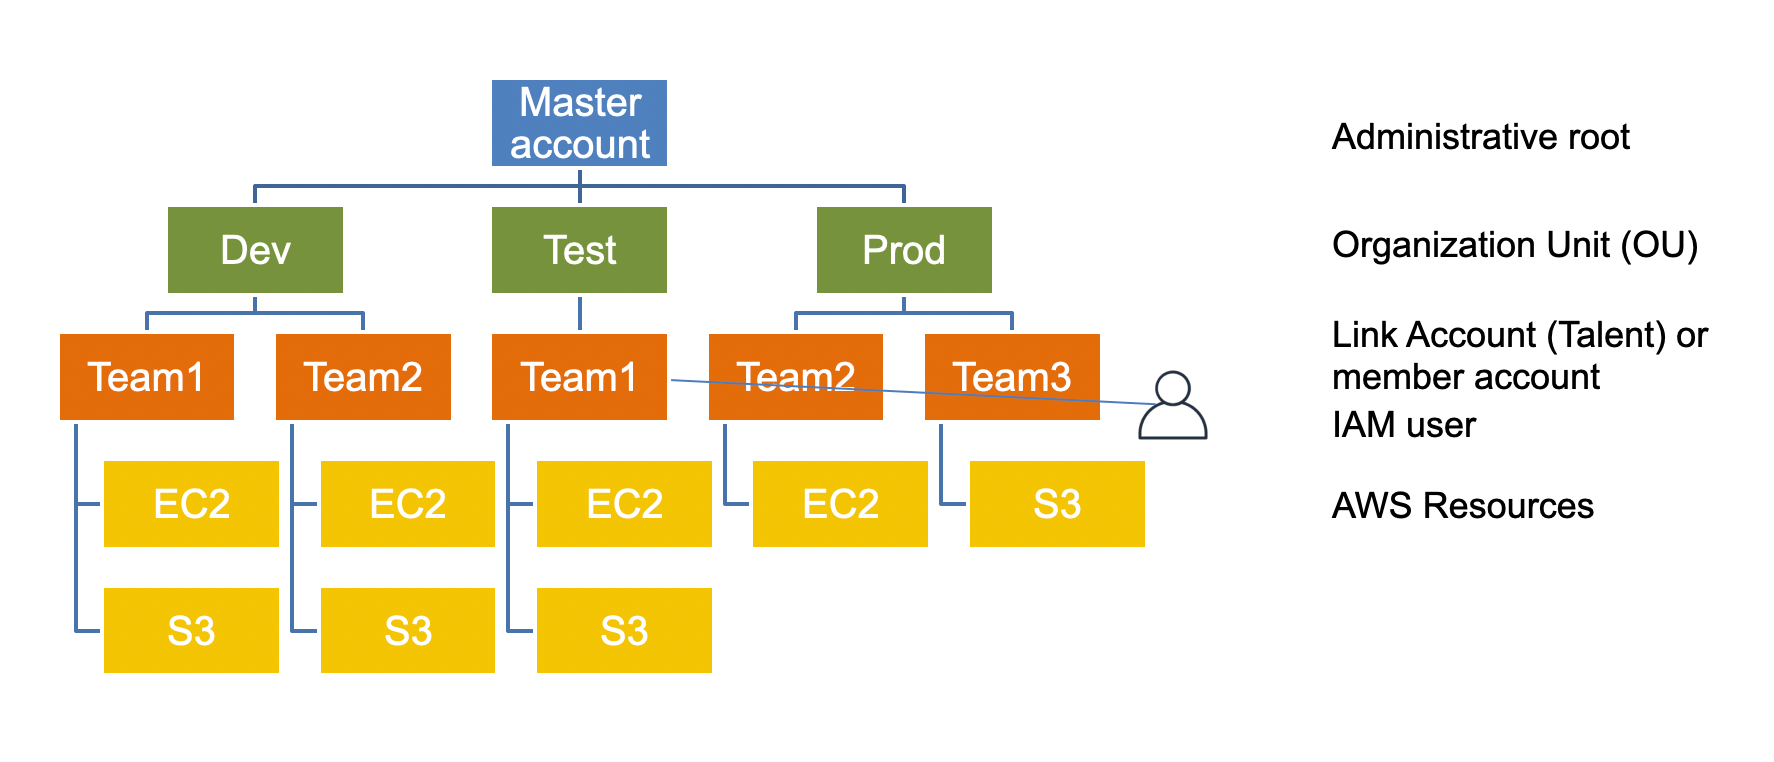 Master
account
Administrative root
Dev
Test
Prod
Organization Unit (OU)
Team1
Team2
Team1
Team2
Team3
Link Account (Talent) or
member account
IAM user
EC2
EC2
EC2
EC2
S3
AWS Resources
S3
S3
S3